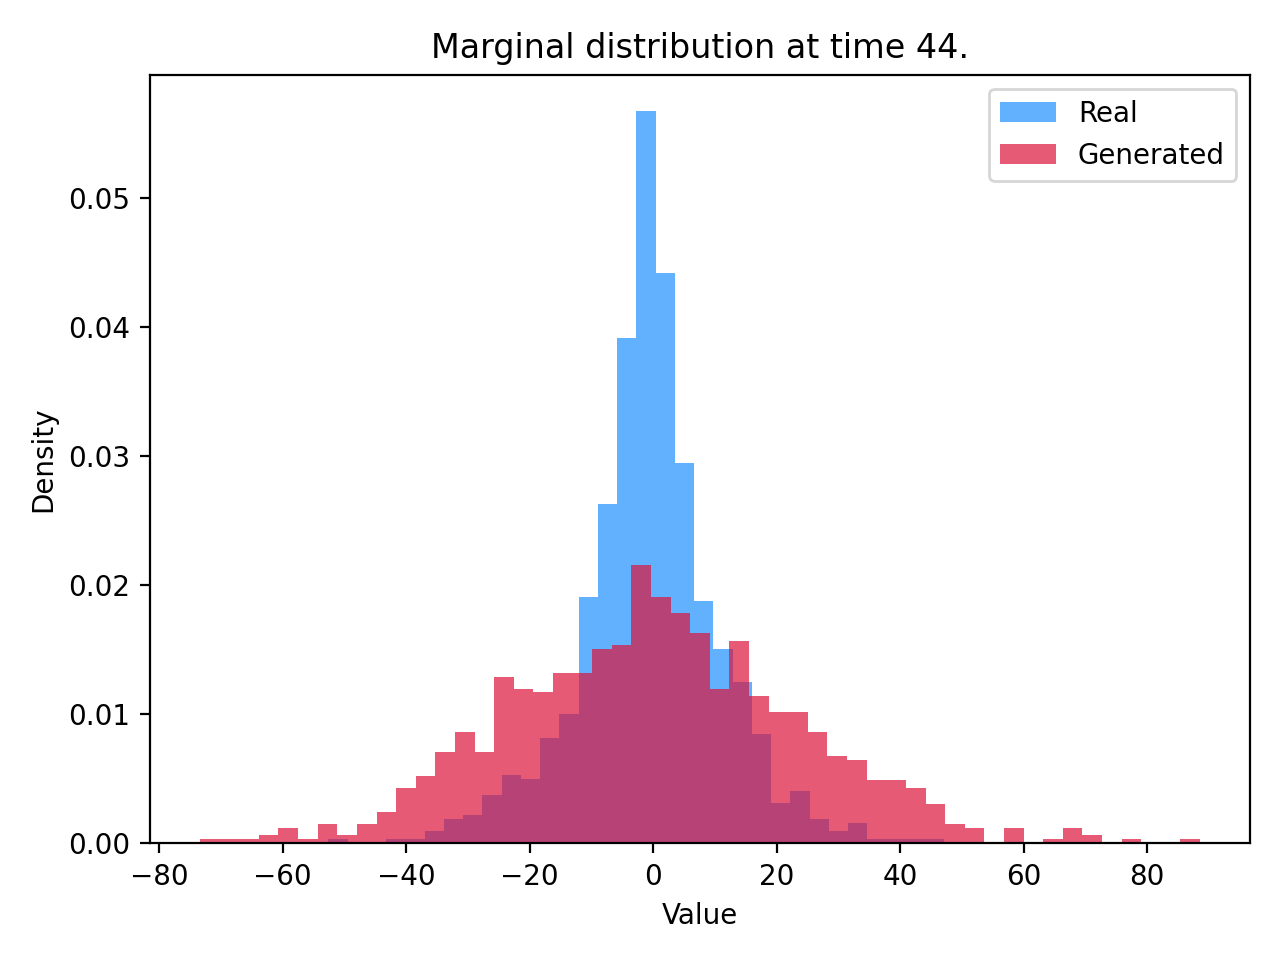 Marginal distribution at time 44.
Real
Generated
0.05
0.04
0.03
0.02
0.01
0.00
Density
−80 −60 −40 −20 0 20 40 60 80
Value